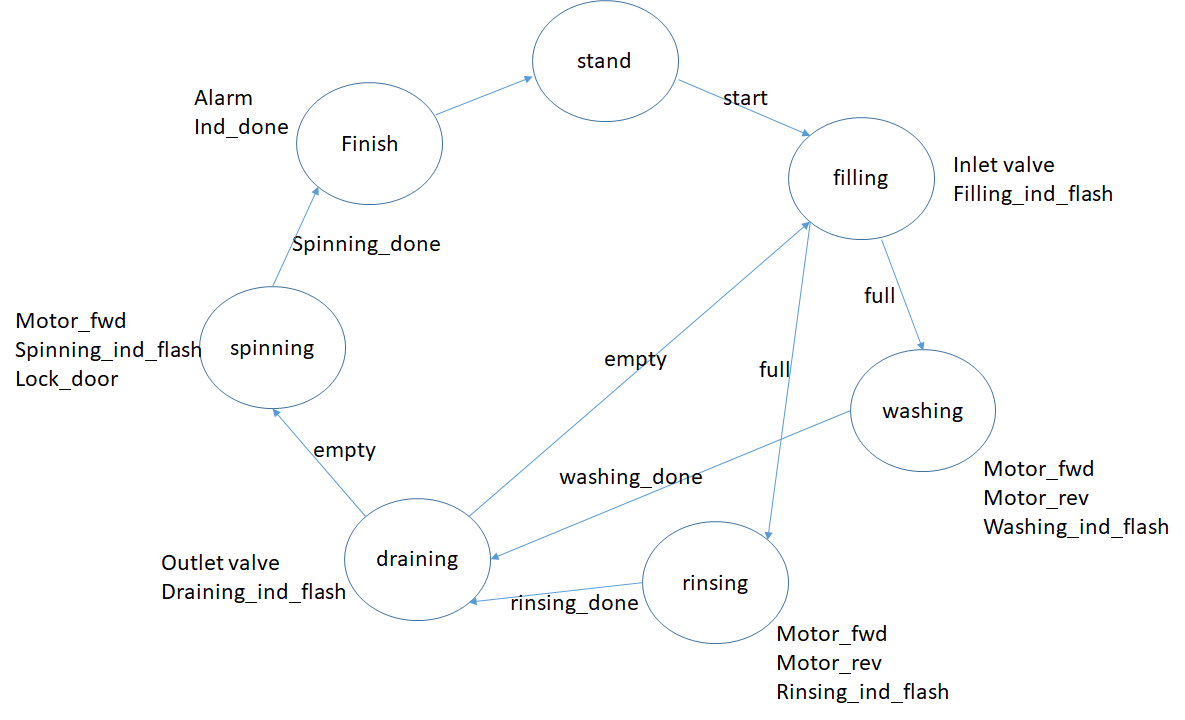 stand
start
Alarm
Ind_done
Finish
filling
Inlet valve
Filling_ind_flash
Spinning_done
full
Motor_fwd
Spinning_ind_flash
Lock_door
spinning
empty
full
washing
empty
washing_done
Motor_fwd
Motor_rev
Washing_ind_flash
draining
Outlet valve
Draining_ind_flash
rinsing
rinsing_done
Motor_fwd
Motor_rev
Rinsing_ind_flash